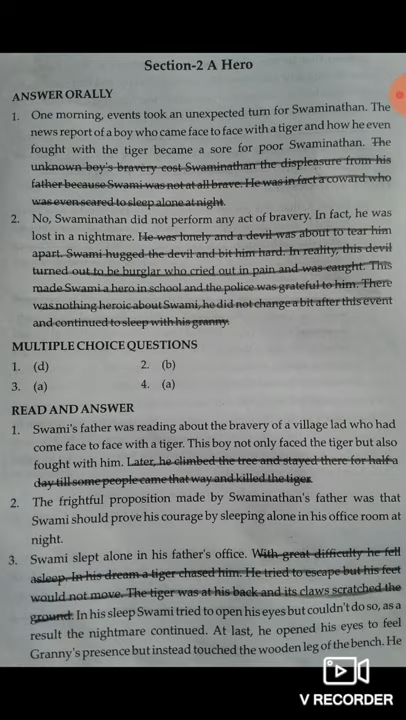 Section-2 A Hero
ANSWER ORALLY
1. One morning, events took an unexpected turn for Swaminathan. The
news report of a boy who came face to face with a tiger and how he even
fought with the tiger became a sore for poor Swaminathan. The
unknown boy's bravery cost Swaminathan the displeasure from his
father because Swami was not at all brave. He was in fact a coward who
was even scared to sleep alone at night.
2. No, Swaminathan did not perform any act of bravery. In fact, he was
lost in a nightmare. He was lonely and a devil was about to tear him
apart. Swami hugged the devil and bit him hard. In reality, this devil
turned out to be burglar who cried out in pain and was caught. This
made Swami a hero in school and the police was grateful to him. There
was nothing heroic about Swami, he did not change a bit after this event
and continued to sleep with his granny.
MULTIPLE CHOICE QUESTIONS
1. (d) 2. (b)
3. (a) 4. (a)
READ AND ANSWER
1. Swami's father was reading about the bravery of a village lad who had
come face to face with a tiger. This boy not only faced the tiger but also
fought with him. Later, he climbed the tree and stayed there for half a
day till some people came that way and killed the tiger.
2. The frightful proposition made by Swaminathan's father was that
Swami should prove his courage by sleeping alone in his office room at
night.
3. Swami slept alone in his father's office. With great difficulty he fell
asleep. In his dream a tiger chased him. He tried to escape but his feet
would not move. The tiger was at his back and its claws scratched the
ground. In his sleep Swami tried to open his eyes but couldn't do so, as a
result the nightmare continued. At last, he opened his eyes to feel
Granny's presence but instead touched the wooden leg of the bench. He
V RECORDER